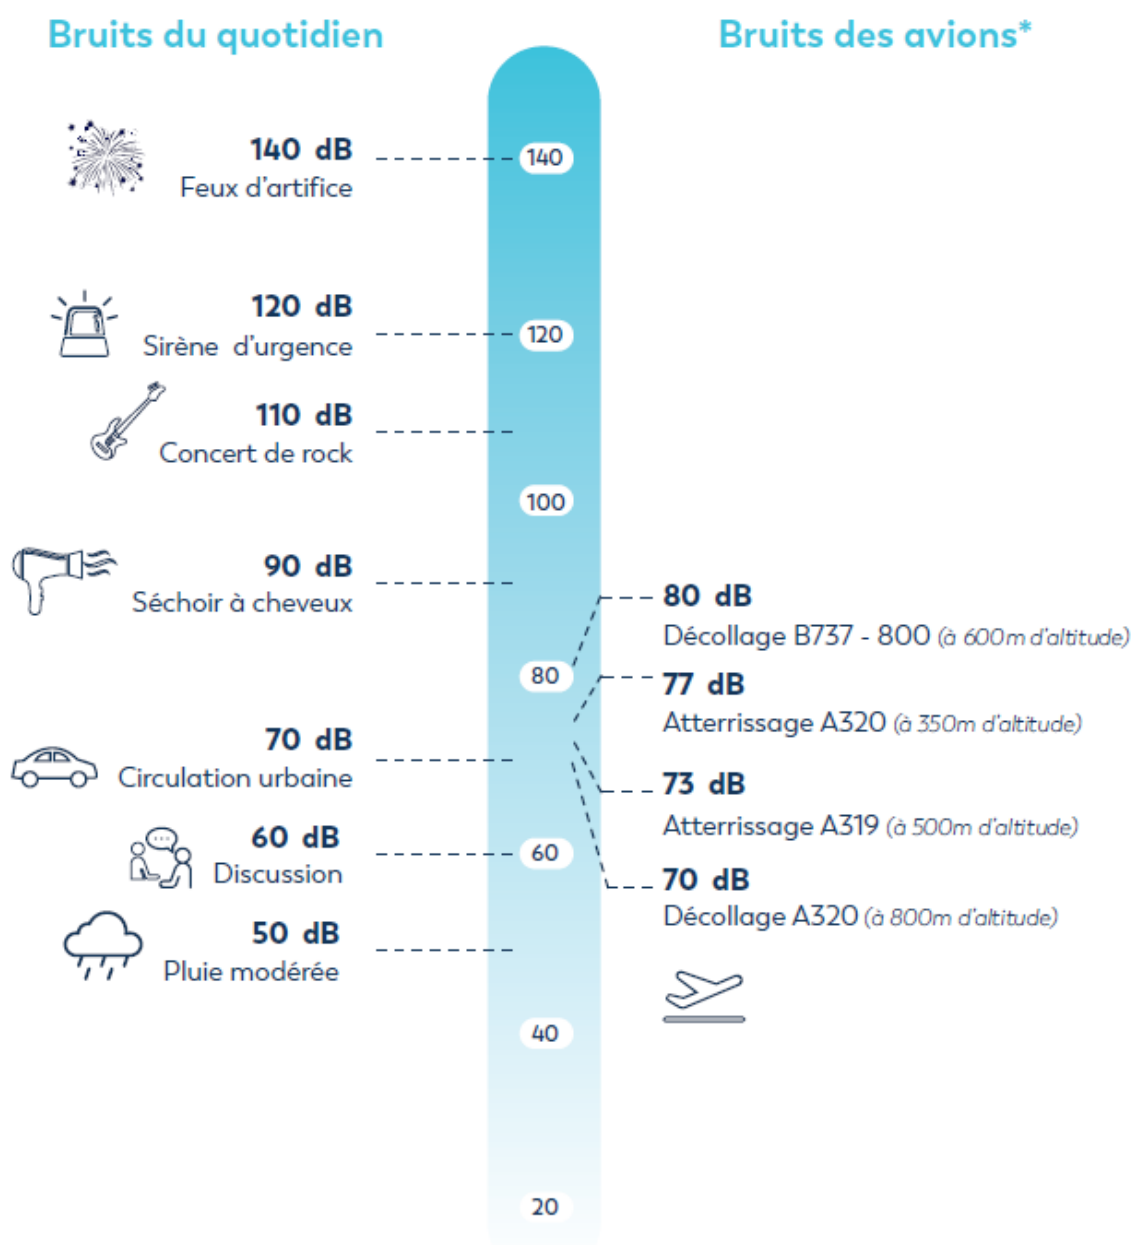 Bruits du quotidien
Bruits des avions*
140 dB
Feux d'artifice
120 dB
Sirène d'urgence
110 dB
Concert de rock
90 dB
Séchoir à cheveux
70 dB
Circulation urbaine
60 dB
Discussion
50 dB
Pluie modérée
140
120
100
80
60
40
20
80 dB
Décollage B737 - 800 (à 600m d'altitude)
77 dB
Atterrissage A320 (à 350m d'altitude)
73 dB
Atterrissage A319 (à 500m d'altitude)
70 dB
Décollage A320 (à 800m d'altitude)